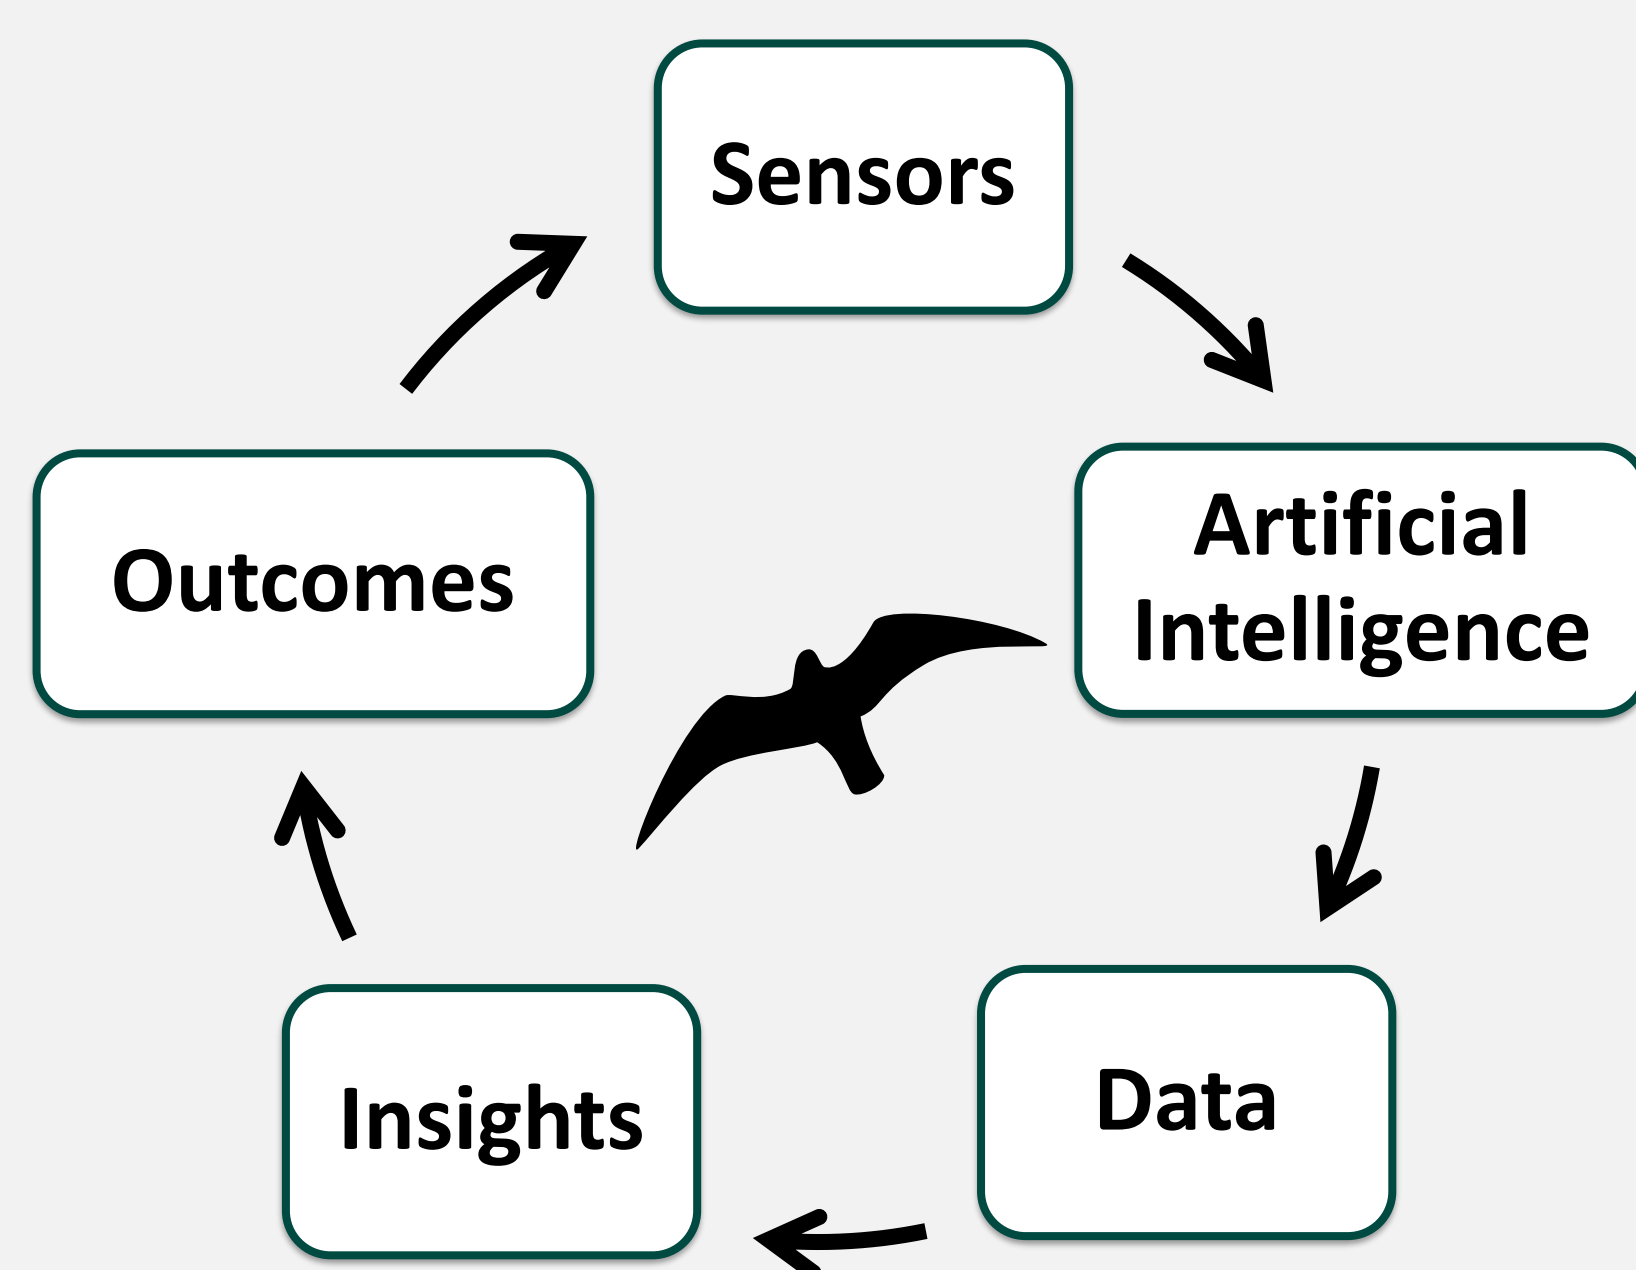 Sensors
Artificial
Intelligence
Data
Insights
Outcomes